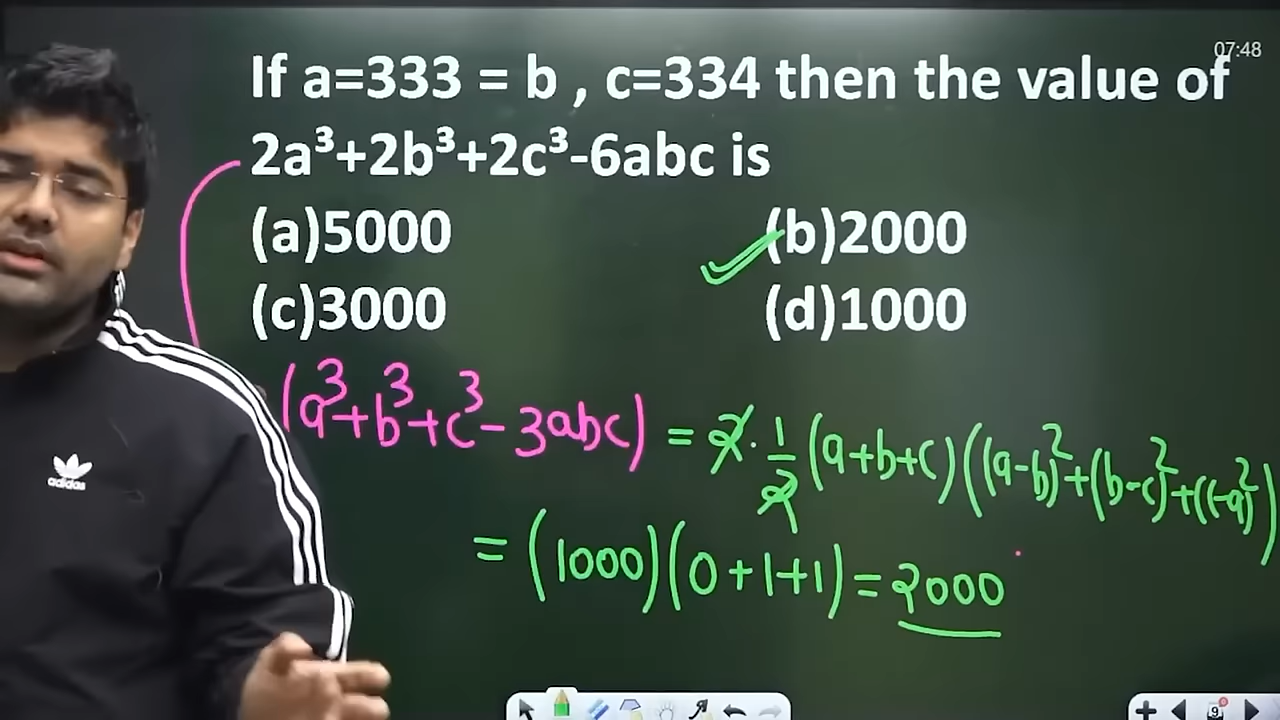 07:48
If a=333 = b , c=334 then the value of
2a³+2b³+2c³-6abc is
(a)5000 (b)2000
(c)3000 (d)1000
(a³+b³+c³-3abc) = 2·1/2 (a+b+c)((a-b)²+(b-c)²+(c-a)²)
= (1000)(0+1+1)=2000
adidas
9